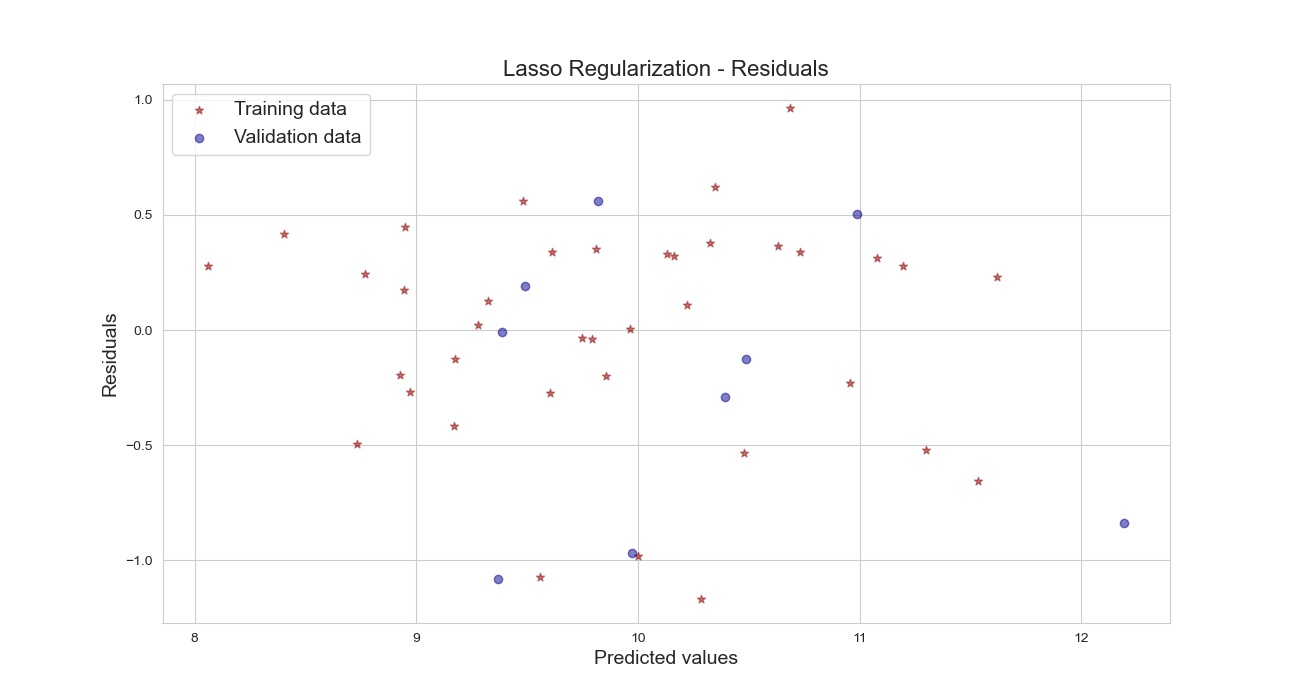 Lasso Regularization - Residuals
Training data
Validation data
1.0
0.5
0.0
−0.5
−1.0
Residuals
8
9
10
11
12
Predicted values